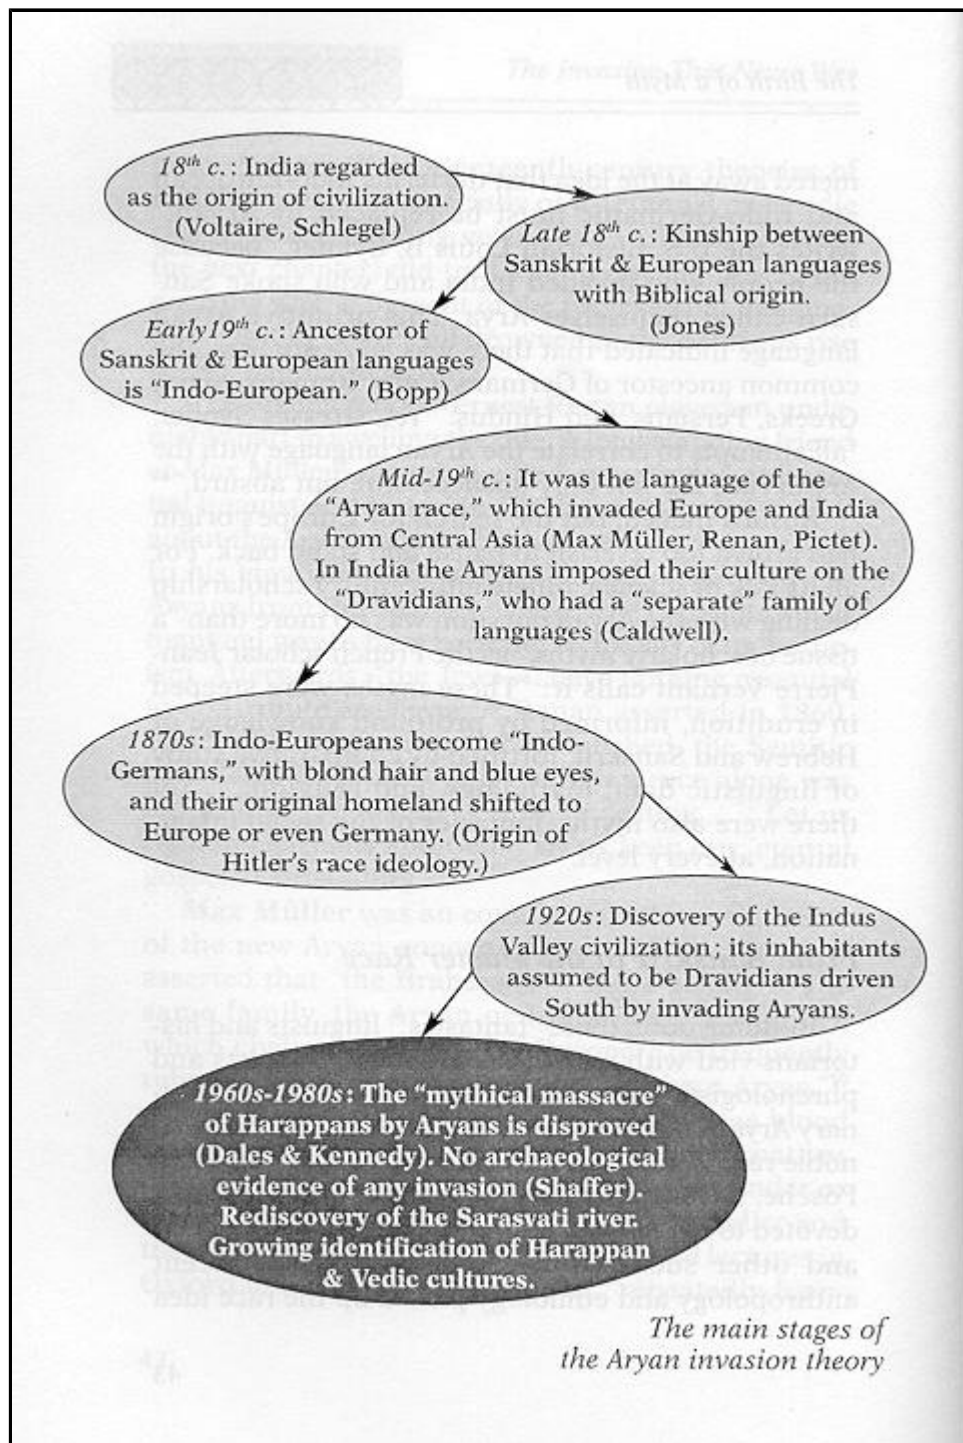 18th c.: India regarded
as the origin of civilization.
(Voltaire, Schlegel)
Late 18th c.: Kinship between
Sanskrit & European languages
with Biblical origin.
(Jones)
Early19th c.: Ancestor of
Sanskrit & European languages
is “Indo-European.” (Bopp)
Mid-19th c.: It was the language of the
“Aryan race,” which invaded Europe and India
from Central Asia (Max Müller, Renan, Pictet).
In India the Aryans imposed their culture on the
“Dravidians,” who had a “separate” family of
languages (Caldwell).
1870s: Indo-Europeans become “Indo-
Germans,” with blond hair and blue eyes,
and their original homeland shifted to
Europe or even Germany. (Origin of
Hitler’s race ideology.)
1920s: Discovery of the Indus
Valley civilization; its inhabitants
assumed to be Dravidians driven
South by invading Aryans.
1960s-1980s: The “mythical massacre”
of Harappans by Aryans is disproved
(Dales & Kennedy). No archaeological
evidence of any invasion (Shaffer).
Rediscovery of the Sarasvati river.
Growing identification of Harappan
& Vedic cultures.
The main stages of
the Aryan invasion theory